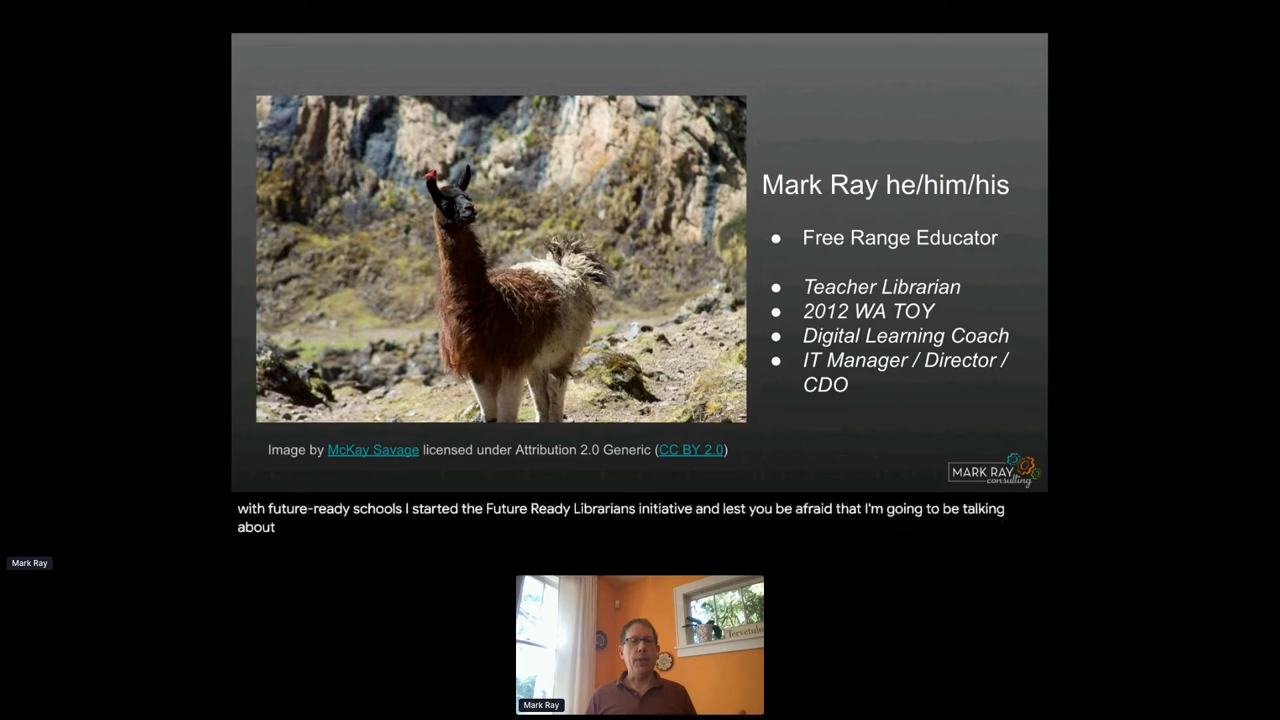 Mark Ray he/him/his
● Free Range Educator
● Teacher Librarian
● 2012 WA TOY
● Digital Learning Coach
● IT Manager / Director /
CDO
Image by McKay Savage licensed under Attribution 2.0 Generic (CC BY 2.0)
MARK RAY
consulting
with future-ready schools I started the Future Ready Librarians initiative and lest you be afraid that I'm going to be talking
about
Mark Ray
Tervetulo
Mark Ray